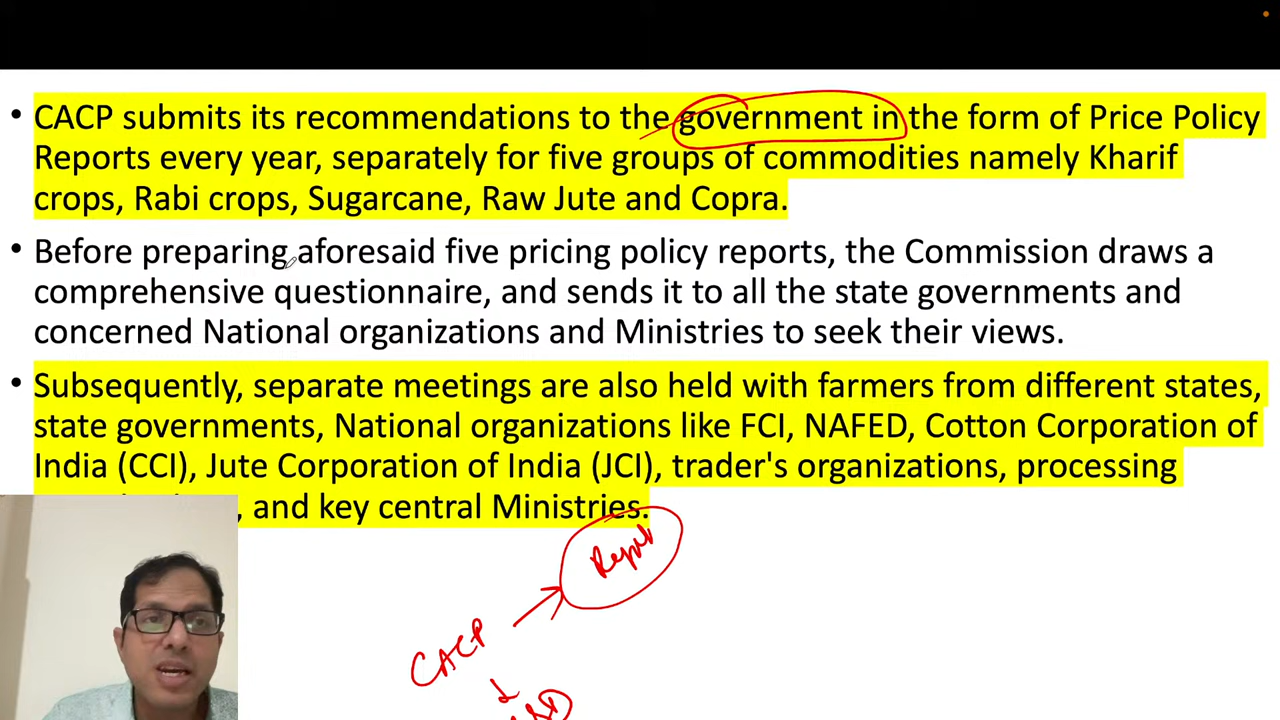 • CACP submits its recommendations to the government in the form of Price Policy
Reports every year, separately for five groups of commodities namely Kharif
crops, Rabi crops, Sugarcane, Raw Jute and Copra.
• Before preparing aforesaid five pricing policy reports, the Commission draws a
comprehensive questionnaire, and sends it to all the state governments and
concerned National organizations and Ministries to seek their views.
• Subsequently, separate meetings are also held with farmers from different states,
state governments, National organizations like FCI, NAFED, Cotton Corporation of
India (CCI), Jute Corporation of India (JCI), trader's organizations, processing
, and key central Ministries.
Report
CACP